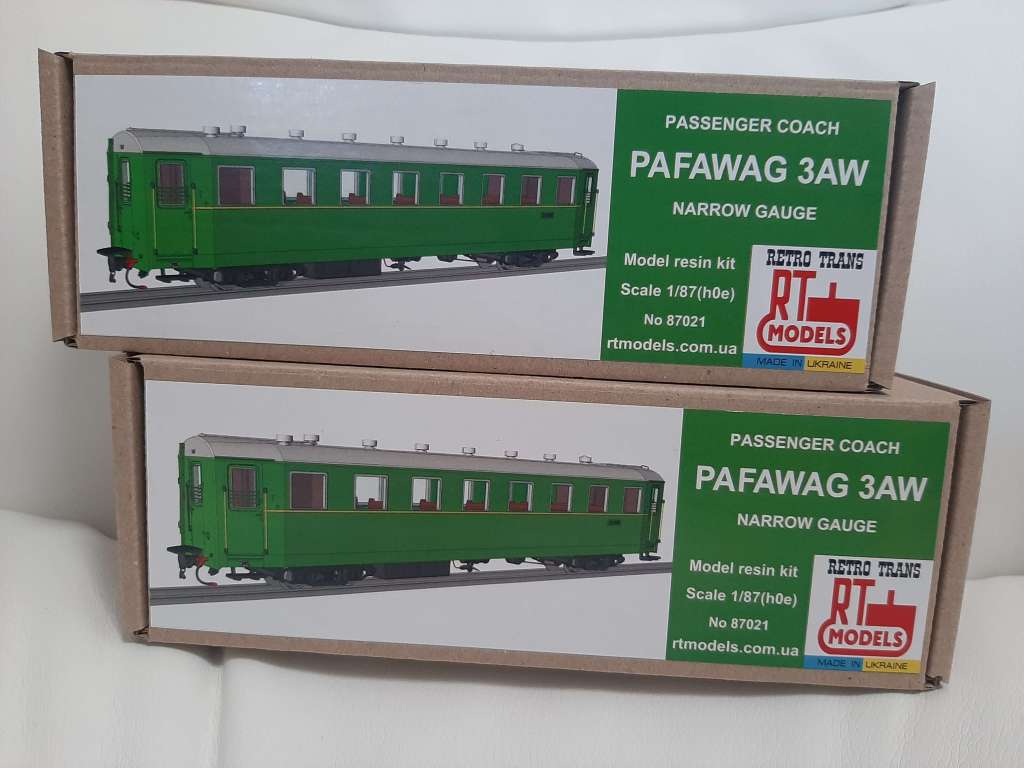 PASSENGER COACH
PAFAWAG 3AW
NARROW GAUGE
Model resin kit
Scale 1/87(h0e)
No 87021
rtmodels.com.ua
RETRO TRANS
RT
MODELS
MADE IN UKRAINE
PASSENGER COACH
PAFAWAG 3AW
NARROW GAUGE
Model resin kit
Scale 1/87(h0e)
No 87021
rtmodels.com.ua
RETRO TRANS
RT
MODELS
MADE IN UKRAINE